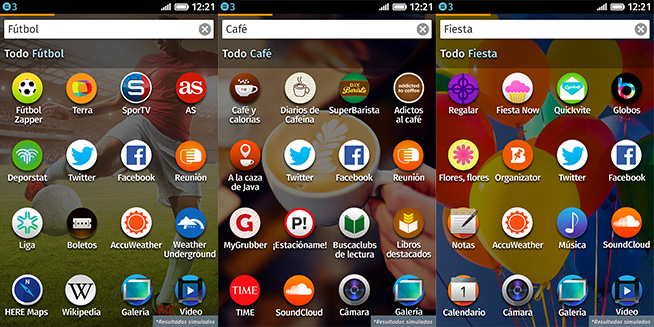 3 12:21
Fútbol
Todo Fútbol
Fútbol Zapper Terra SporTV AS
Deporstat Twitter Facebook Reunión
Liga Boletos AccuWeather Weather Underground
HERE Maps Wikipedia Galería Video
*Resultados simulados
3 12:21
Café
Todo Café
Café y calorías Diarios de Cafeína SuperBarista Adictos al café
A la caza de Java Twitter Facebook Reunión
MyGrubber ¡Estacióname! Buscaclubs de lectura Libros destacados
TIME SoundCloud Cámara Galería
*Resultados simulados
3 12:21
Fiesta
Todo Fiesta
Regalar Fiesta Now Quickvite Globos
Flores, flores Organizator Twitter Facebook
Notas AccuWeather Música SoundCloud
Calendario Cámara Galería Video
*Resultados simulados